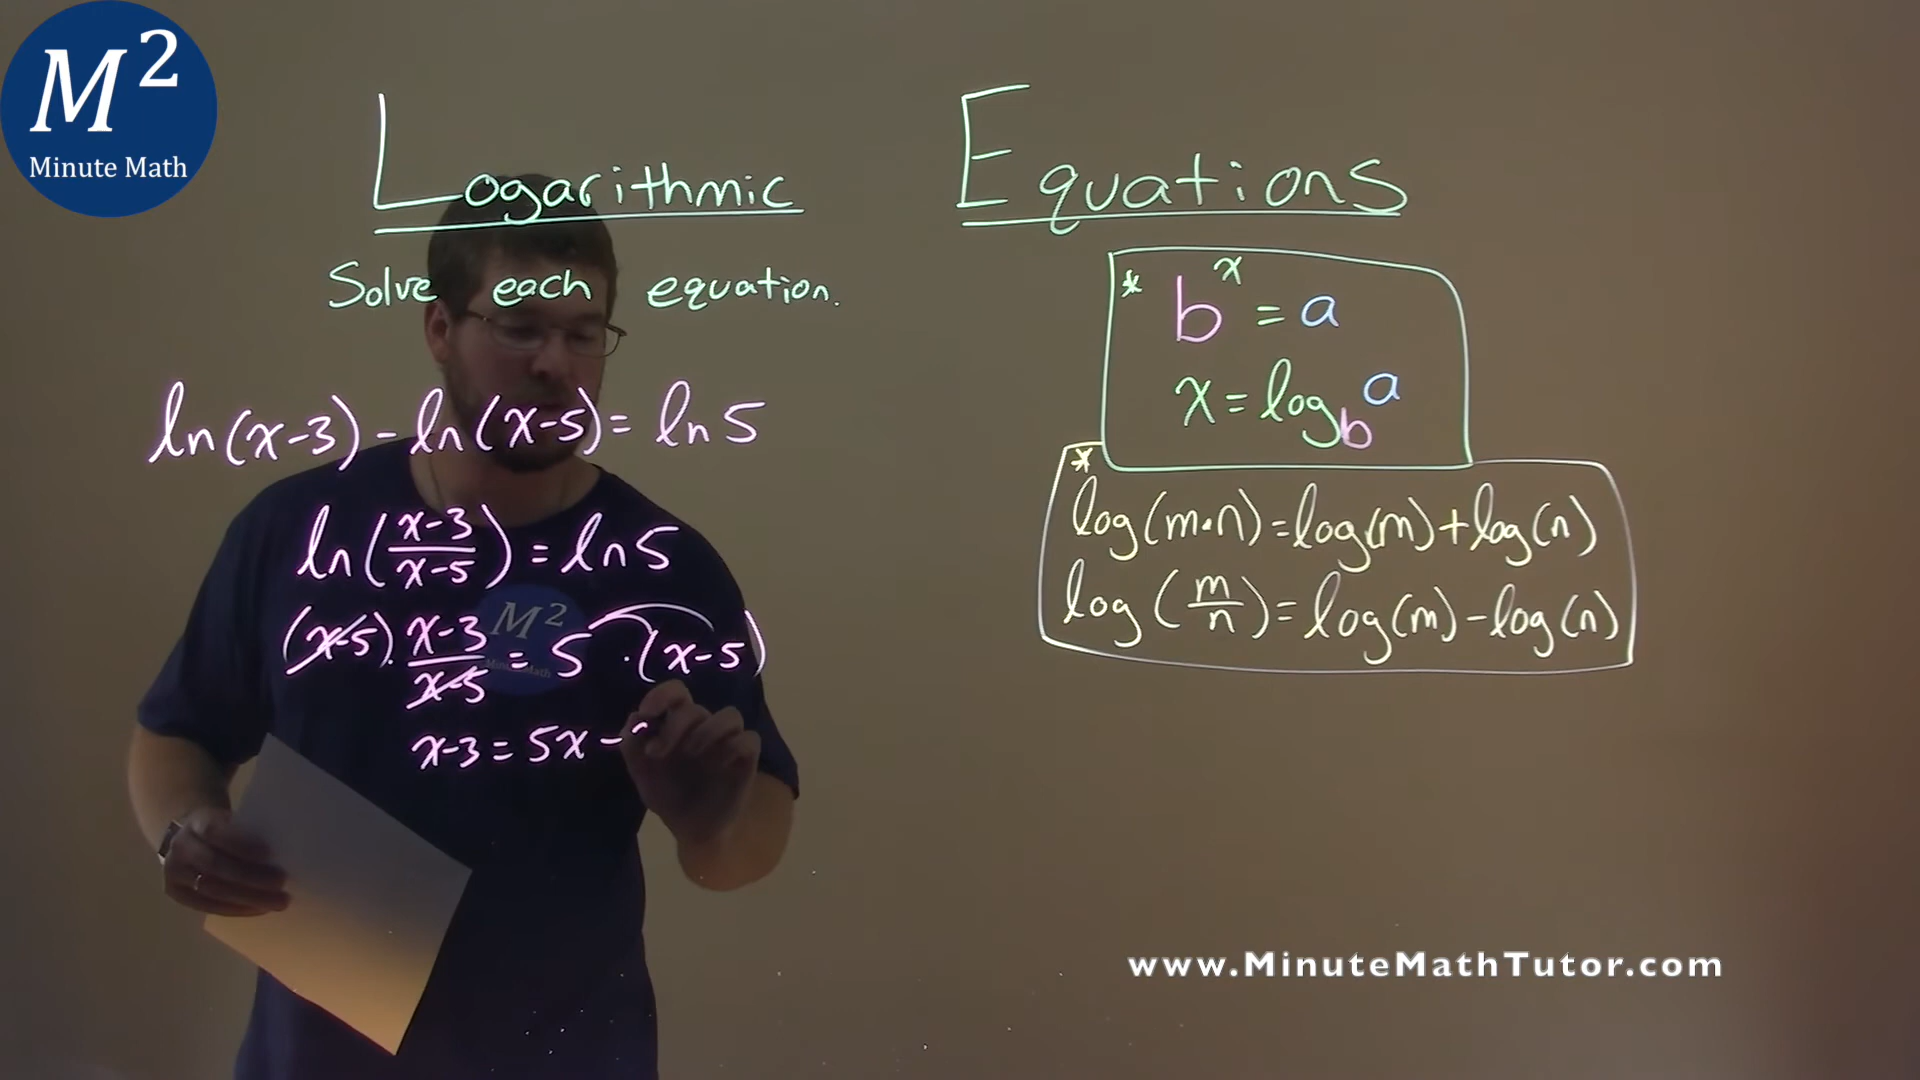 M²
Minute Math
Logarithmic Equations
Solve each equation.
ln(x-3) - ln(x-5) = ln5
ln((x-3)/(x-5)) = ln5
(x-5) · (x-3)/(x-5) = 5 · (x-5)
x-3 = 5x -
* b^x = a
x = log_b a
* log(m·n) = log(m) + log(n)
log(m/n) = log(m) - log(n)
M²
www.MinuteMathTutor.com